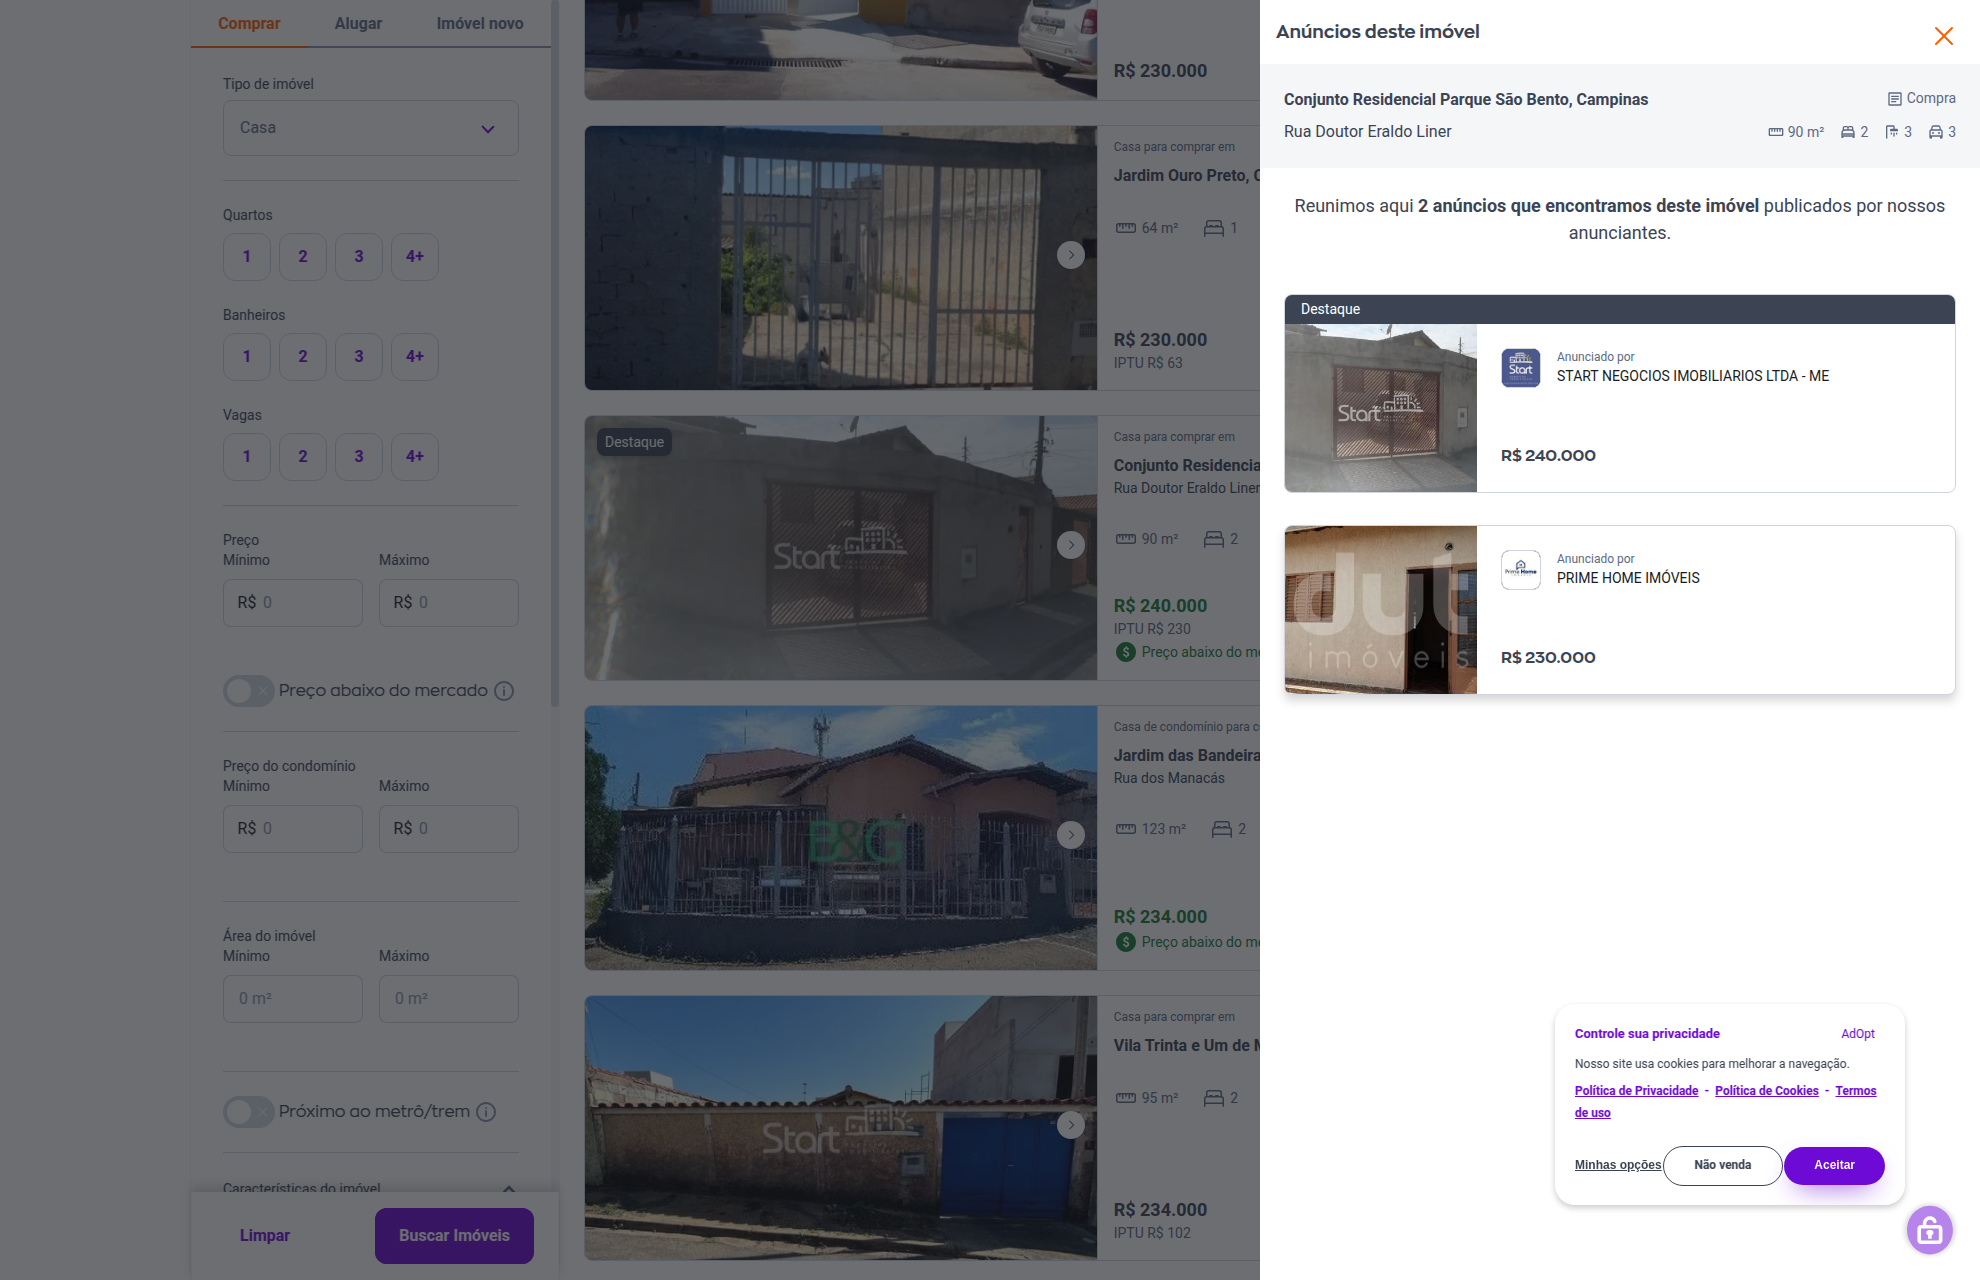 Comprar
Alugar
Imóvel novo
Tipo de imóvel
Casa
Quartos
1
2
3
4+
Banheiros
1
2
3
4+
Vagas
1
2
3
4+
Preço
Mínimo
Máximo
R$ 0
R$ 0
Preço abaixo do mercado
Preço do condomínio
Mínimo
Máximo
R$ 0
R$ 0
Área do imóvel
Mínimo
Máximo
0 m²
0 m²
Próximo ao metrô/trem
Características do imóvel
Limpar
Buscar Imóveis
R$ 230.000
Casa para comprar em
Jardim Ouro Preto,
64 m²
1
R$ 230.000
IPTU R$ 63
Destaque
Start
Casa para comprar em
Conjunto Residencia
Rua Doutor Eraldo Liner
90 m²
2
R$ 240.000
IPTU R$ 230
$ Preço abaixo do me
B&G
Casa de condomínio para c
Jardim das Bandeira
Rua dos Manacás
123 m²
2
R$ 234.000
$ Preço abaixo do me
Start
Casa para comprar em
Vila Trinta e Um de M
95 m²
2
R$ 234.000
IPTU R$ 102
Anúncios deste imóvel
Conjunto Residencial Parque São Bento, Campinas
Compra
Rua Doutor Eraldo Liner
90 m²
2
3
3
Reunimos aqui 2 anúncios que encontramos deste imóvel publicados por nossos
anunciantes.
Destaque
Start
Start
Anunciado por
START NEGOCIOS IMOBILIARIOS LTDA - ME
R$ 240.000
dut
imóveis
Prime Home
Anunciado por
PRIME HOME IMÓVEIS
R$ 230.000
Controle sua privacidade
AdOpt
Nosso site usa cookies para melhorar a navegação.
Política de Privacidade - Política de Cookies - Termos
de uso
Minhas opções
Não venda
Aceitar